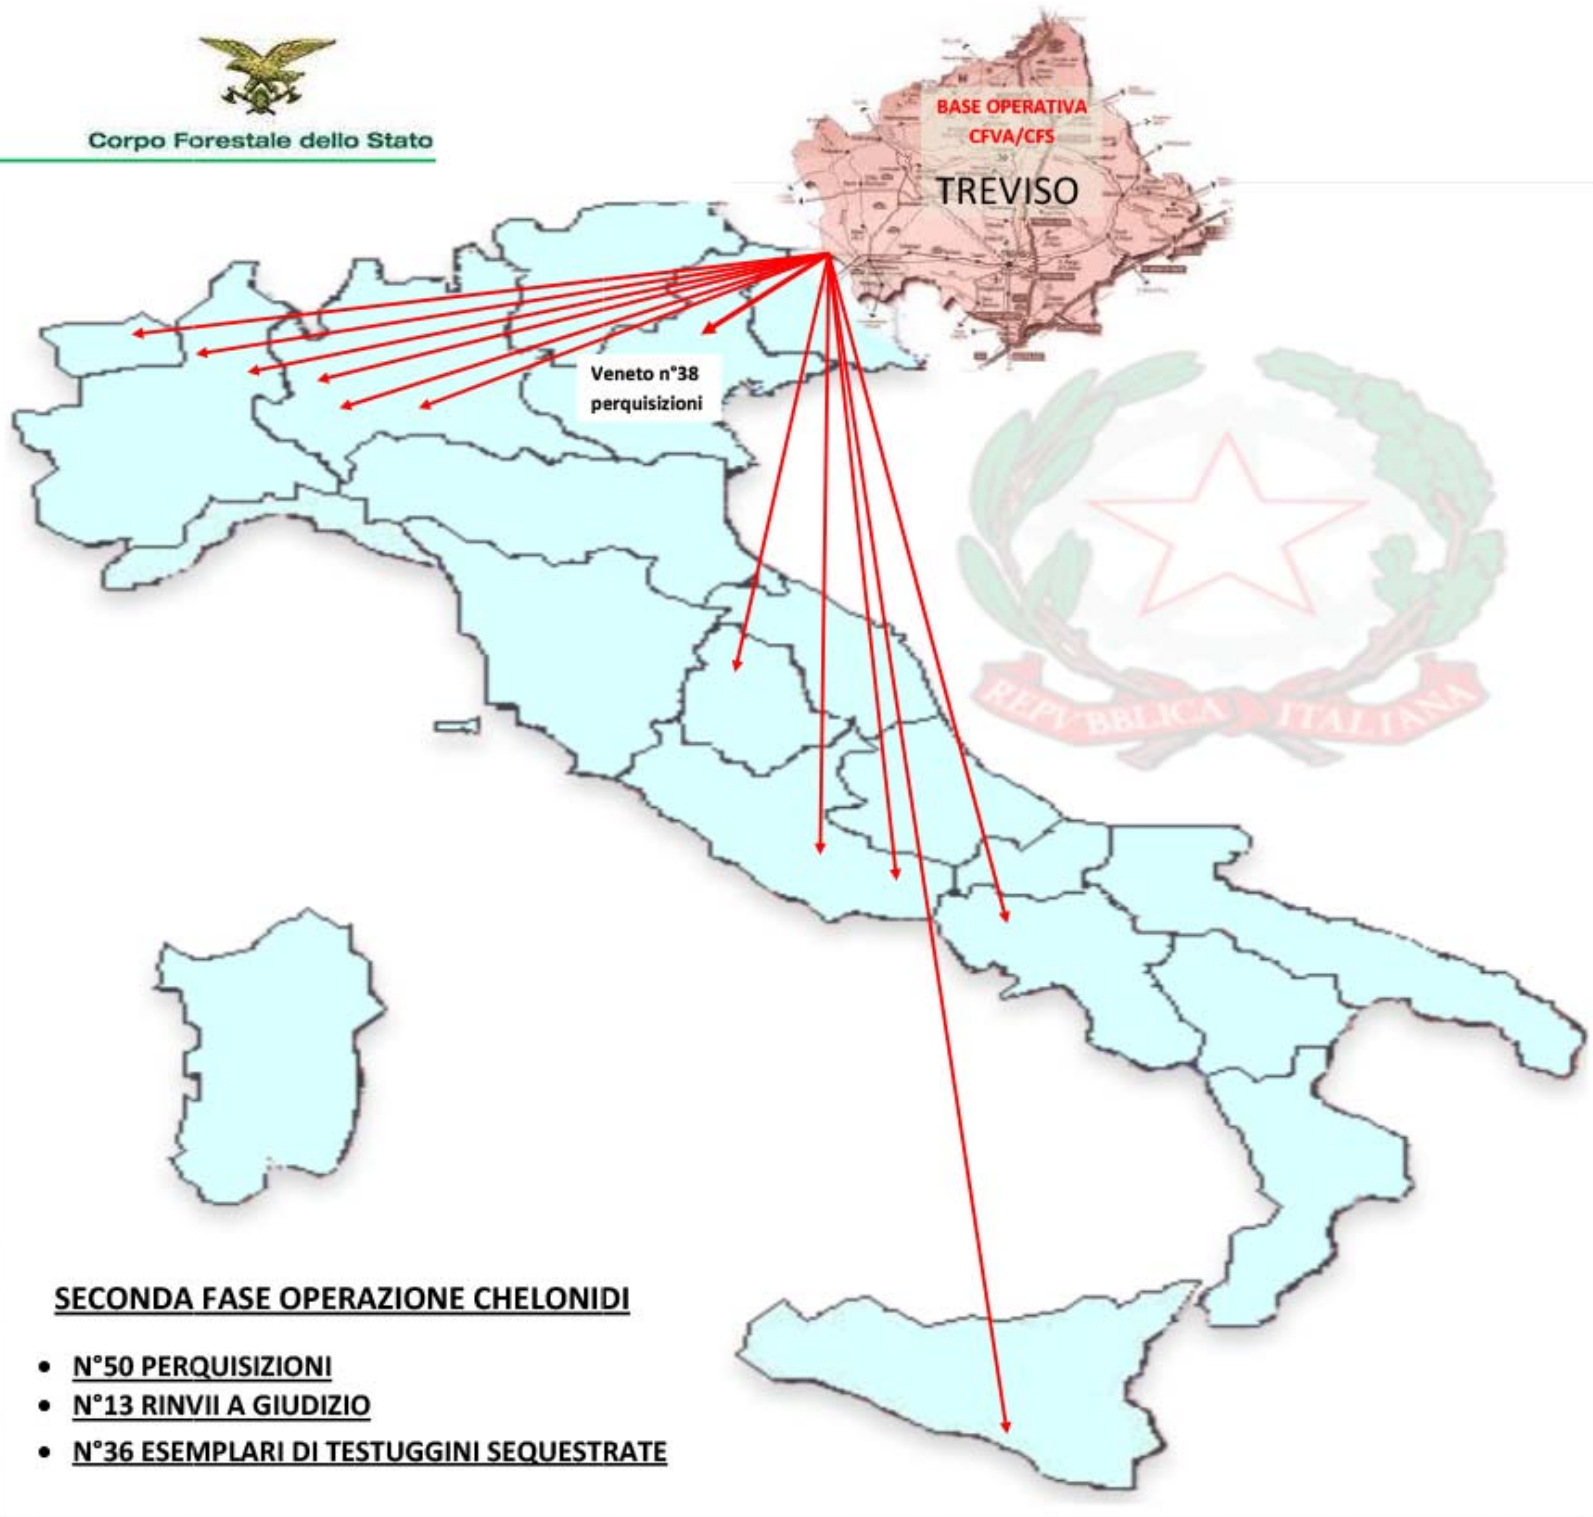 Corpo Forestale dello Stato
BASE OPERATIVA
CFVA/CFS
TREVISO
Veneto n°38
perquisizioni
REPVBBLICA ITALIANA
SECONDA FASE OPERAZIONE CHELONIDI
• N°50 PERQUISIZIONI
• N°13 RINVII A GIUDIZIO
• N°36 ESEMPLARI DI TESTUGGINI SEQUESTRATE